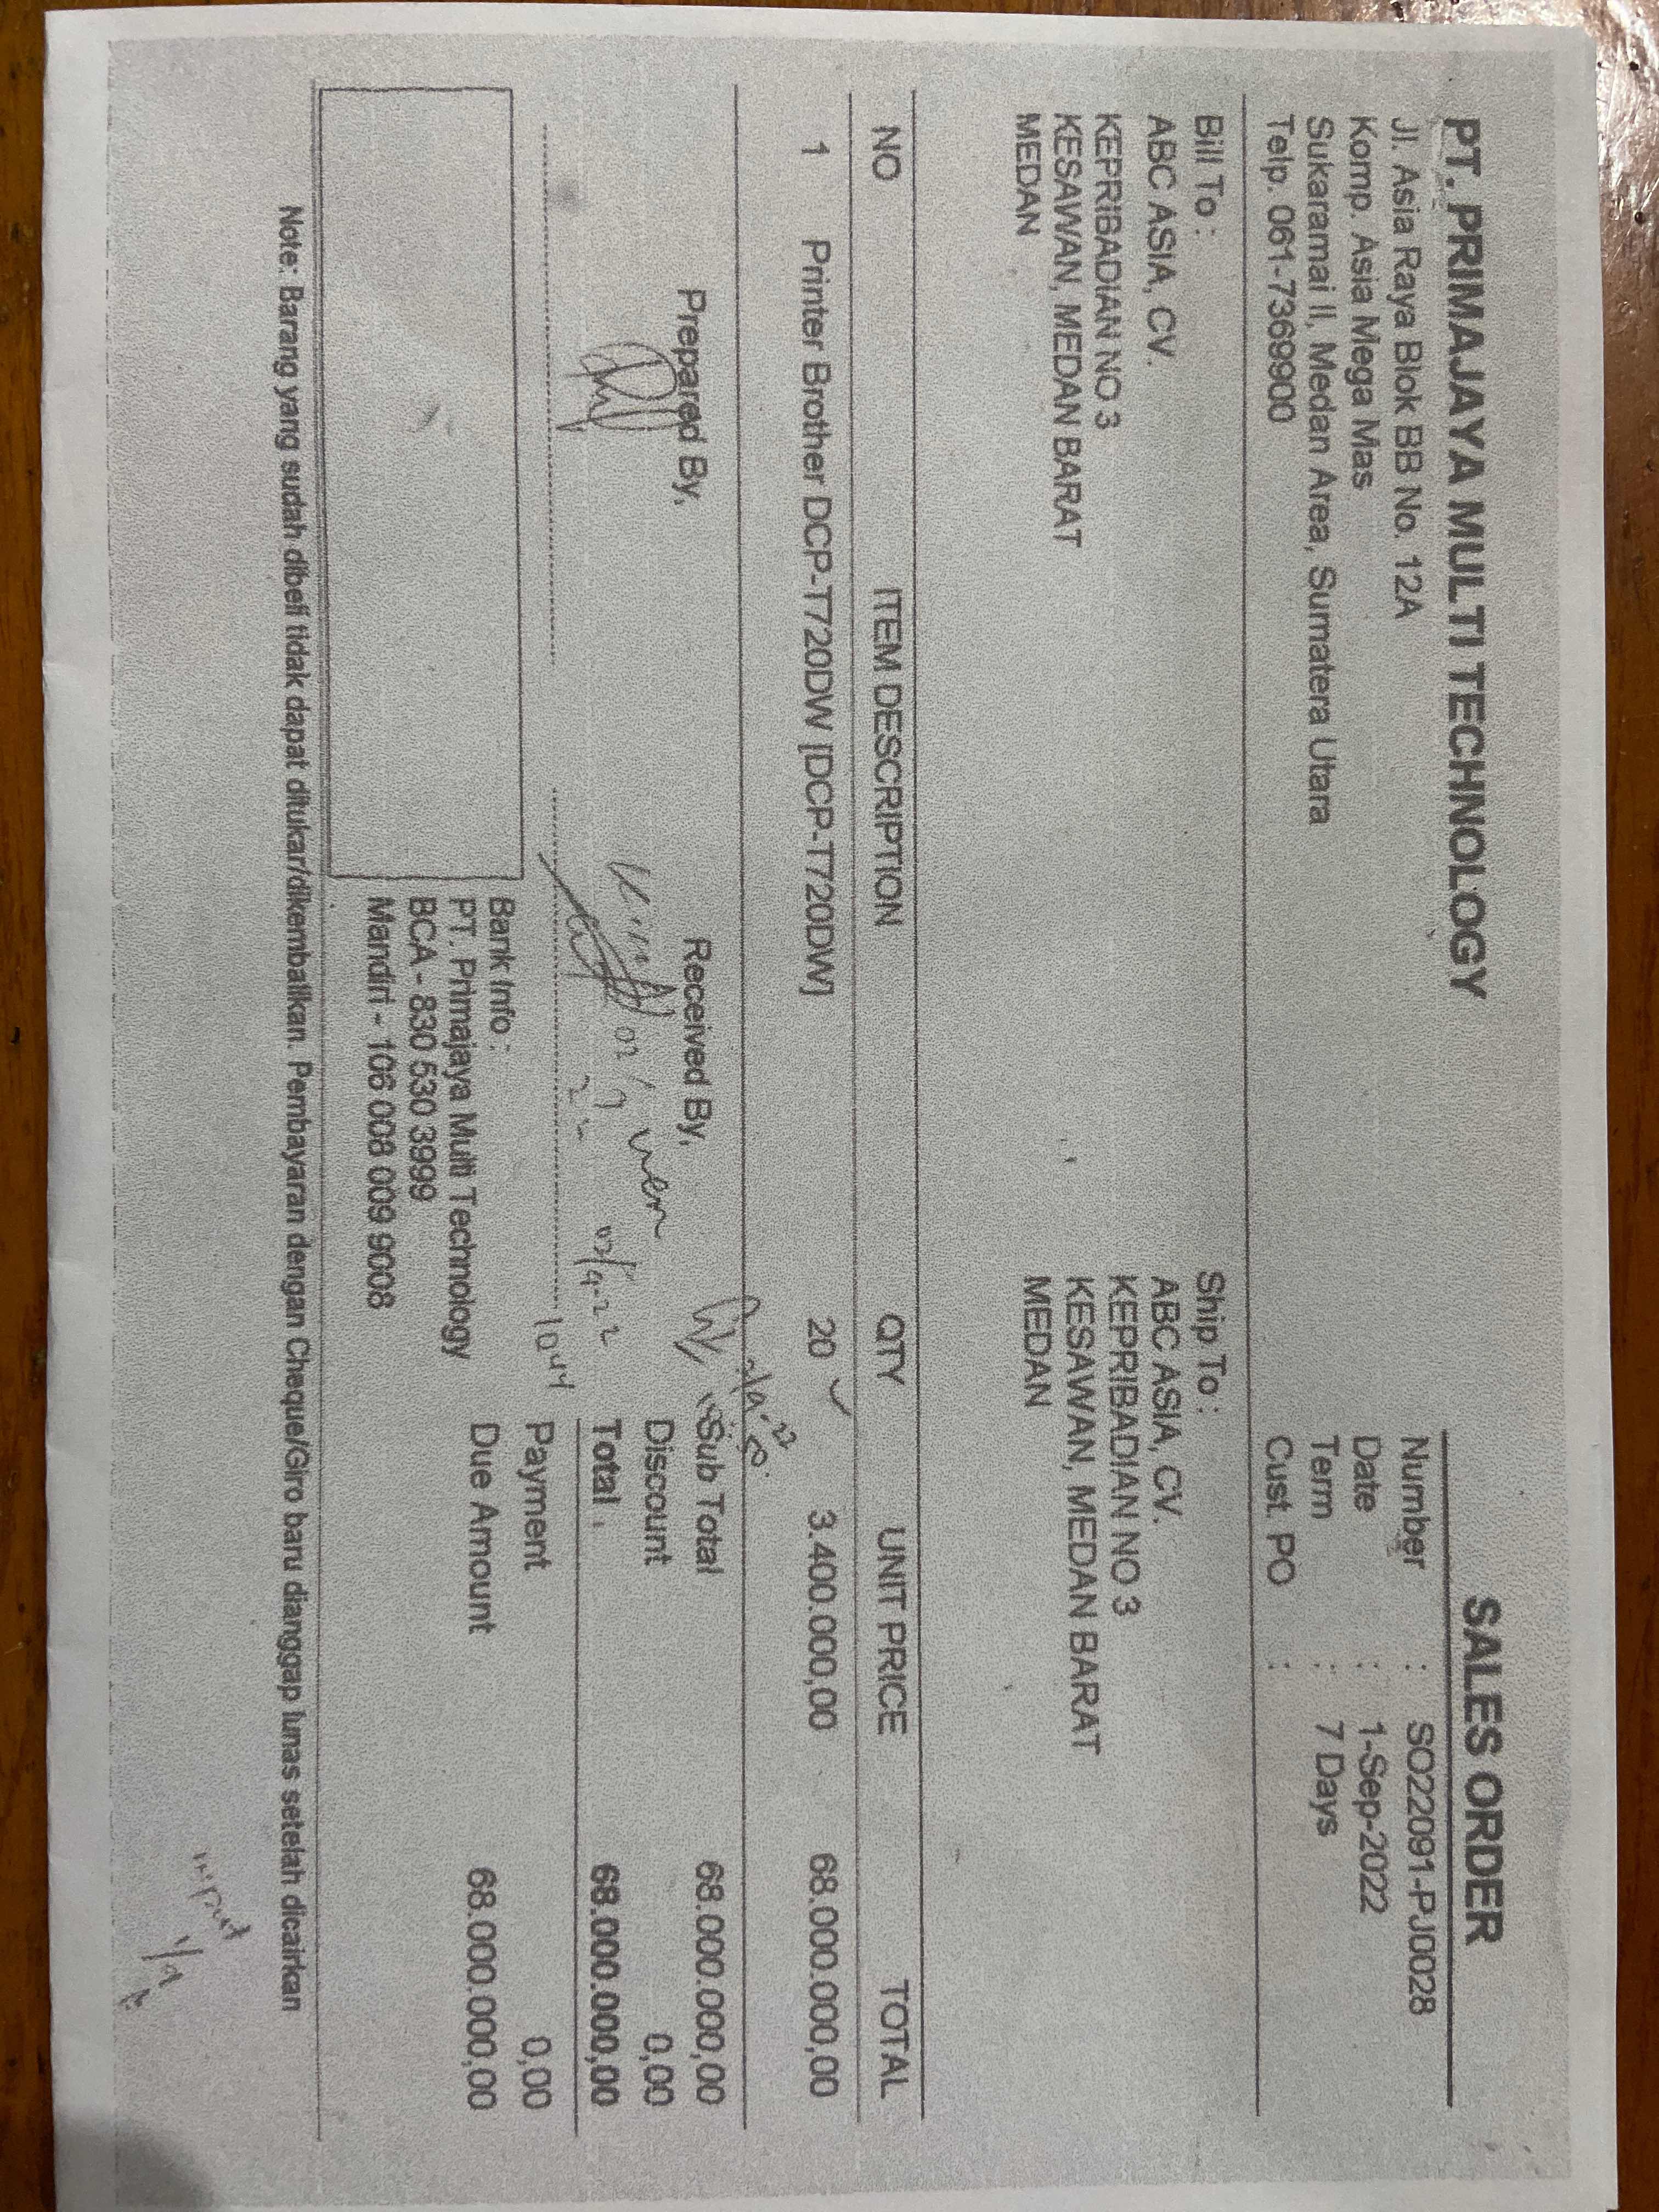 PT. PRIMAJAYA MULTI TECHNOLOGY
Jl. Asia Raya Blok BB No. 12A
Komp. Asia Mega Mas
Sukaramai II, Medan Area, Sumatera Utara
Telp. 061-7369900
SALES ORDER
Number : SO22091-PJ0028
Date : 1-Sep-2022
Term : 7 Days
Cust. PO :
Bill To :
ABC ASIA, CV.
KEPRIBADIAN NO 3
KESAWAN, MEDAN BARAT
MEDAN
Ship To :
ABC ASIA, CV.
KEPRIBADIAN NO 3
KESAWAN, MEDAN BARAT
MEDAN
NO ITEM DESCRIPTION QTY UNIT PRICE TOTAL
1 Printer Brother DCP-T720DW [DCP-T720DW] 20 3.400.000,00 68.000.000,00
Prepared By,
Received By,
Sub Total 68.000.000,00
Discount 0,00
Total 68.000.000,00
Payment 0,00
Due Amount 68.000.000,00
Bank Info :
PT. Primajaya Multi Technology
BCA - 830 530 3999
Mandiri - 106 008 009 9008
Note: Barang yang sudah dibeli tidak dapat ditukar/dikembalikan. Pembayaran dengan Cheque/Giro baru dianggap lunas setelah dicairkan
input